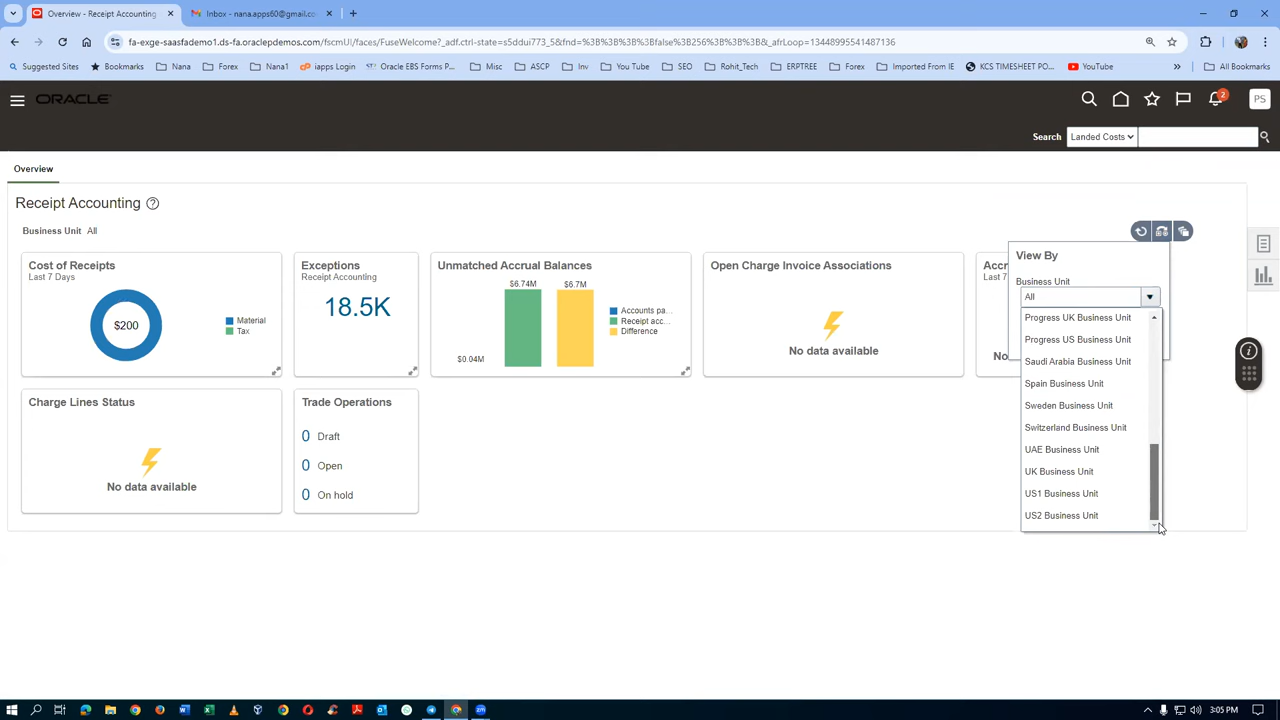 Overview - Receipt Accounting
Inbox - nana.apps60@gmail.co
fa-exge-saasfademo1.ds-fa.oraclepdemos.com/fscmUI/faces/FuseWelcome?_adf.ctrl-state=s5ddui773_5&fnd=%3B%3B%3B%3Bfalse%3B256%3B%3B%3B&_afrLoop=13448995541487136
Suggested Sites
Bookmarks
Nana
Forex
Nana1
iapps Login
Oracle EBS Forms P...
Misc
ASCP
Inv
You Tube
SEO
Rohit_Tech
ERPTREE
Forex
Imported From IE
KCS TIMESHEET PO...
YouTube
»
All Bookmarks
ORACLE
2
PS
Search
Landed Costs
Overview
Receipt Accounting
Business Unit All
Cost of Receipts
Last 7 Days
$200
Material
Tax
Exceptions
Receipt Accounting
18.5K
Unmatched Accrual Balances
$6.74M
$6.7M
$0.04M
Accounts pa...
Receipt acc...
Difference
Open Charge Invoice Associations
No data available
Accr
Last 7
No
View By
Business Unit
All
Progress UK Business Unit
Progress US Business Unit
Saudi Arabia Business Unit
Spain Business Unit
Sweden Business Unit
Switzerland Business Unit
UAE Business Unit
UK Business Unit
US1 Business Unit
US2 Business Unit
Charge Lines Status
No data available
Trade Operations
0 Draft
0 Open
0 On hold
3:05 PM